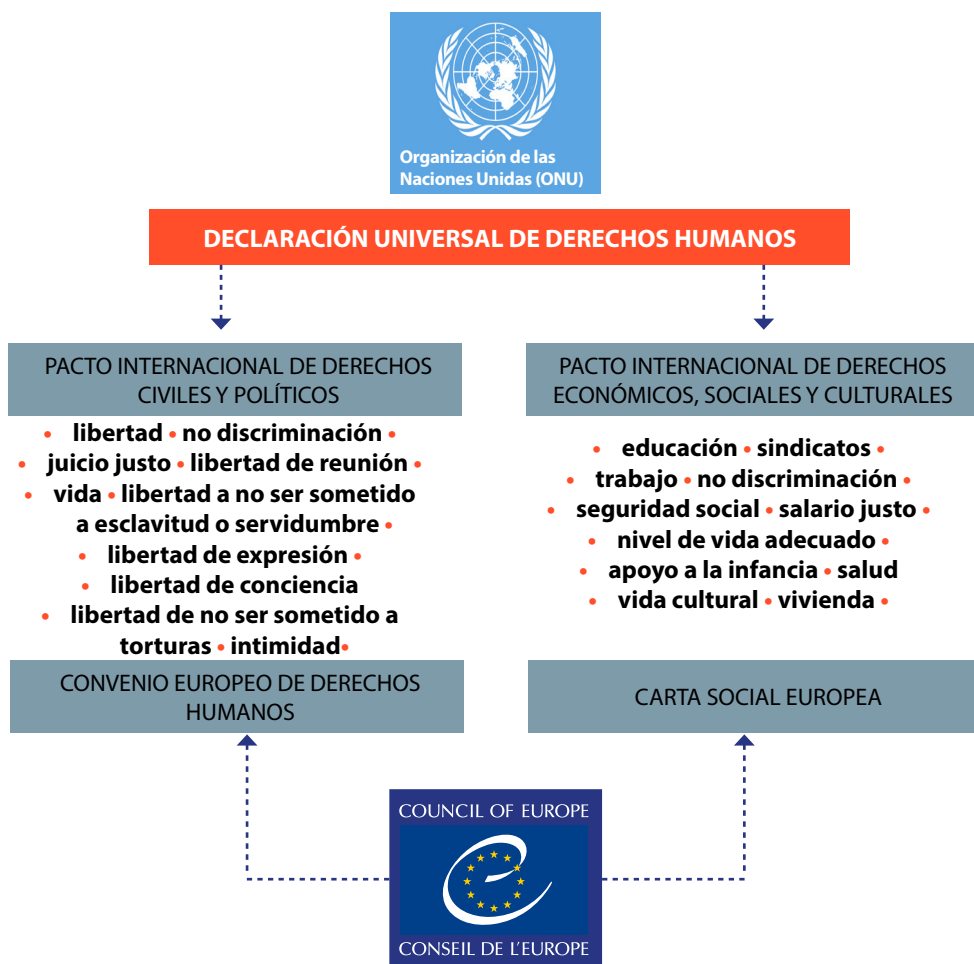 Organización de las
Naciones Unidas (ONU)
DECLARACIÓN UNIVERSAL DE DERECHOS HUMANOS
PACTO INTERNACIONAL DE DERECHOS
CIVILES Y POLÍTICOS
• libertad • no discriminación •
• juicio justo • libertad de reunión •
• vida • libertad a no ser sometido
a esclavitud o servidumbre •
• libertad de expresión •
• libertad de conciencia
• libertad de no ser sometido a
torturas • intimidad•
CONVENIO EUROPEO DE DERECHOS
HUMANOS
PACTO INTERNACIONAL DE DERECHOS
ECONÓMICOS, SOCIALES Y CULTURALES
• educación • sindicatos •
• trabajo • no discriminación •
• seguridad social • salario justo •
• nivel de vida adecuado •
• apoyo a la infancia • salud
• vida cultural • vivienda •
CARTA SOCIAL EUROPEA
COUNCIL OF EUROPE
CONSEIL DE L'EUROPE